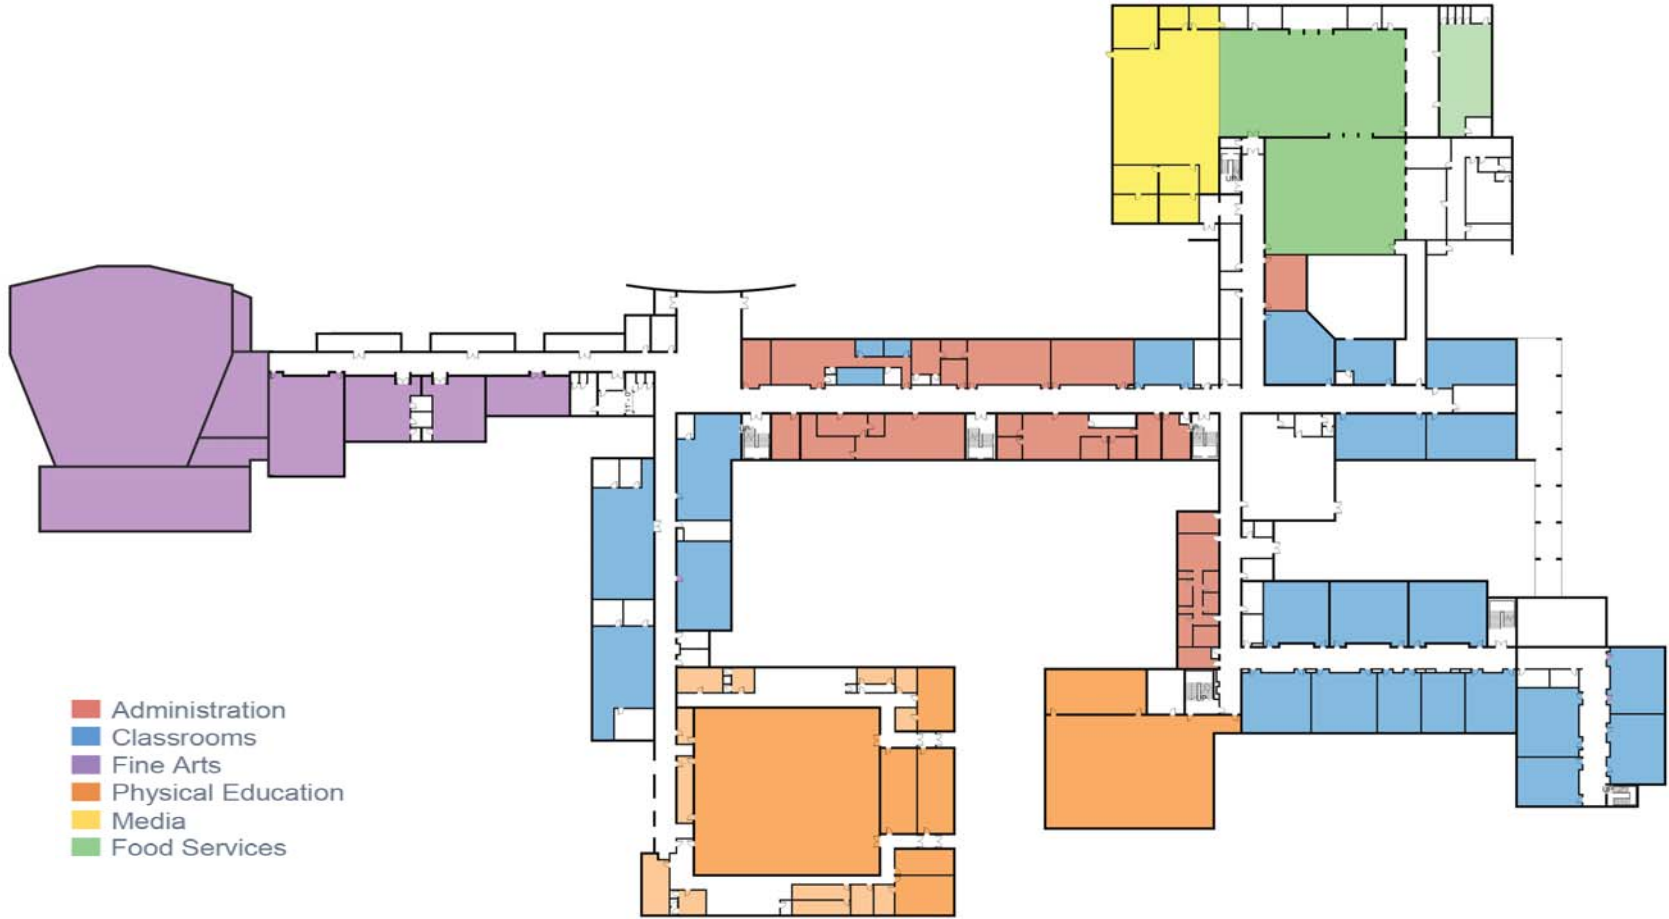 Administration
Classrooms
Fine Arts
Physical Education
Media
Food Services